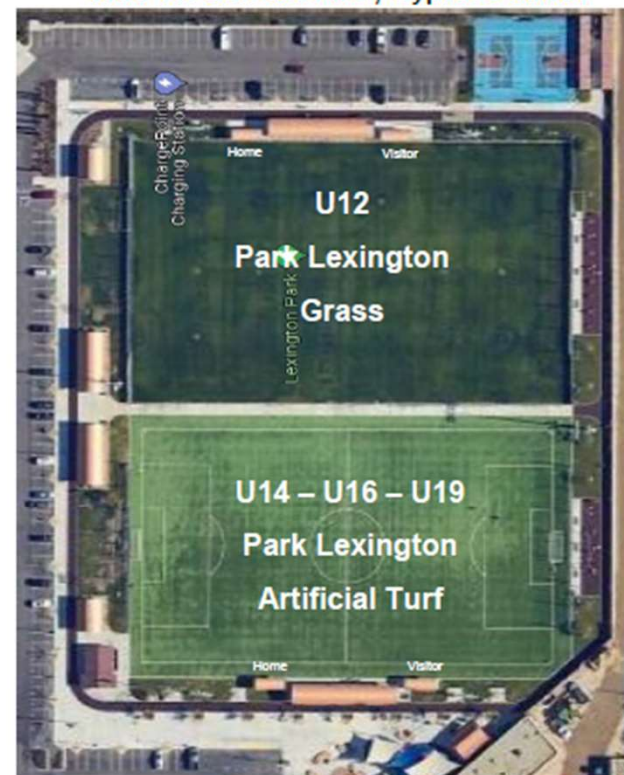 ChargePoint
Charging Station
Home
Visitor
U12
Park Lexington
Grass
Lexington Park
U14 – U16 – U19
Park Lexington
Artificial Turf
Home
Visitor